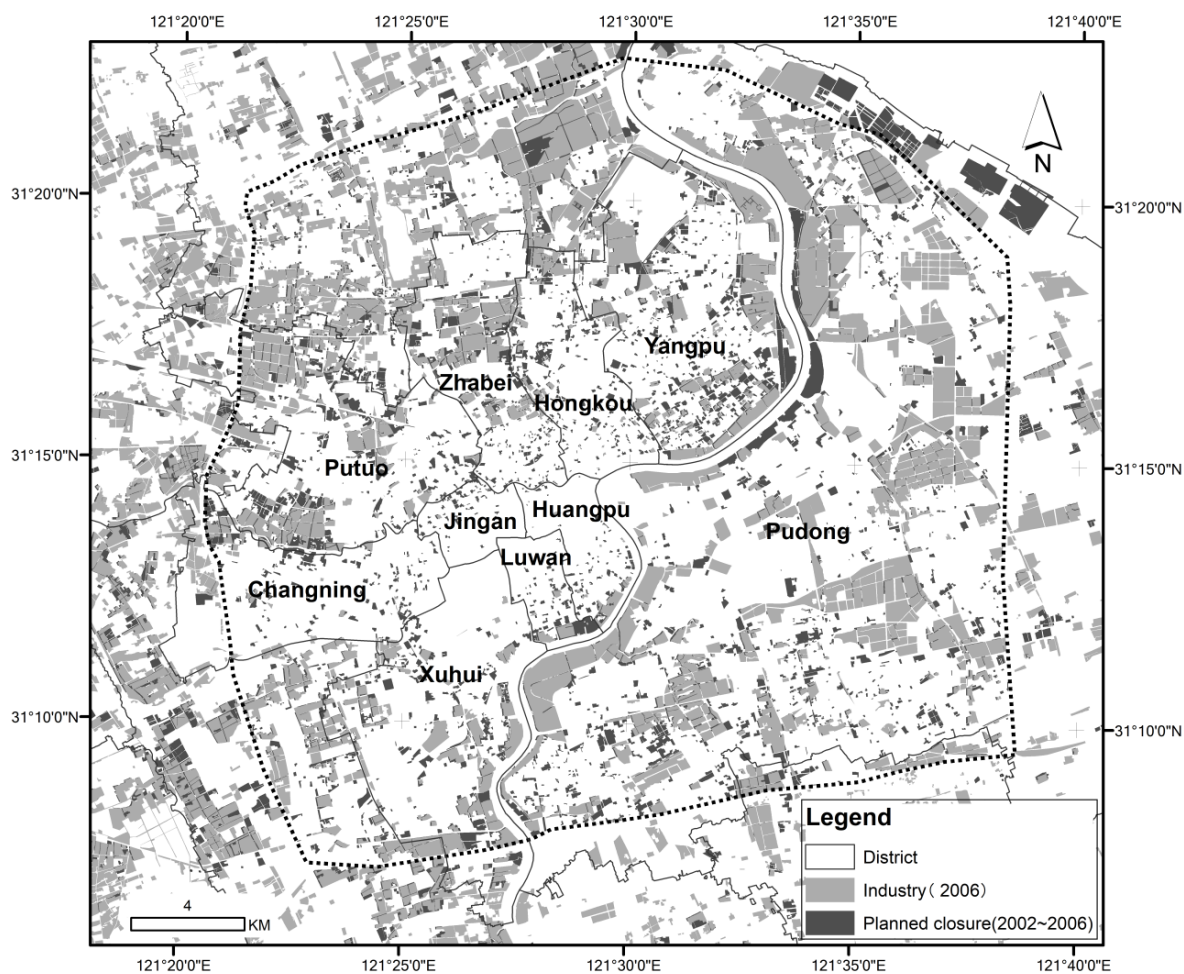 121°20'0"E 121°25'0"E 121°30'0"E 121°35'0"E 121°40'0"E
N
31°20'0"N 31°20'0"N
Yangpu
Zhabei
Hongkou
31°15'0"N 31°15'0"N
Putuo
Huangpu
Jingan
Pudong
Luwan
Changning
Xuhui
31°10'0"N 31°10'0"N
Legend
District
Industry( 2006)
Planned closure(2002~2006)
4
KM
121°20'0"E 121°25'0"E 121°30'0"E 121°35'0"E 121°40'0"E